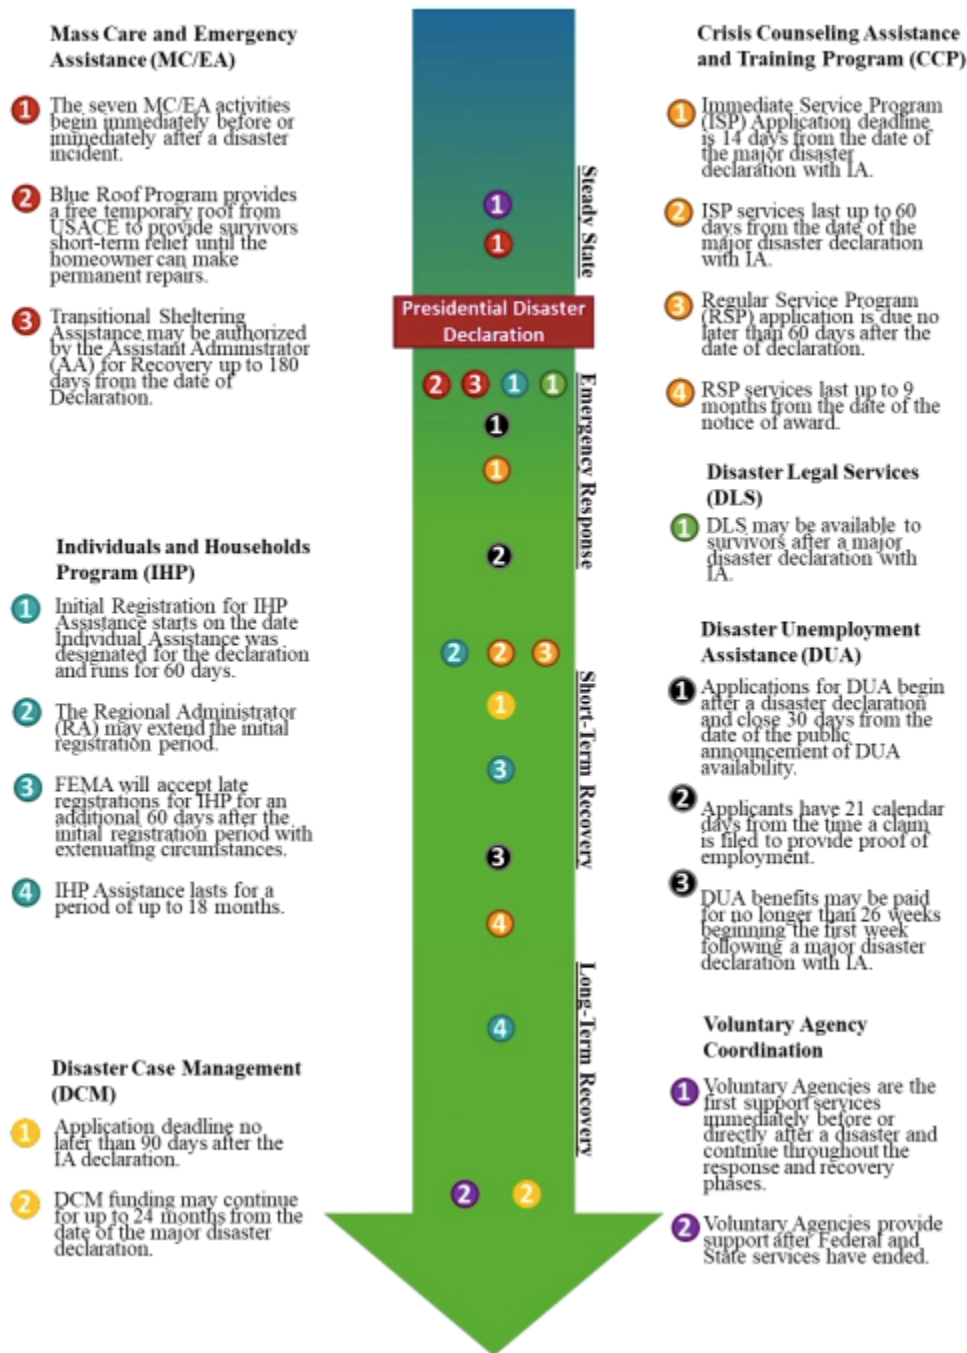 Mass Care and Emergency
Assistance (MC/EA)
1
The seven MC/EA activities
begin immediately before or
immediately after a disaster
incident.
2
Blue Roof Program provides
a free temporary roof from
USACE to provide survivors
short-term relief until the
homeowner can make
permanent repairs.
3
Transitional Sheltering
Assistance may be authorized
by the Assistant Administrator
(AA) for Recovery up to 180
days from the date of
Declaration.
Individuals and Households
Program (IHP)
1
Initial Registration for IHP
Assistance starts on the date
Individual Assistance was
designated for the declaration
and runs for 60 days.
2
The Regional Administrator
(RA) may extend the initial
registration period.
3
FEMA will accept late
registrations for IHP for an
additional 60 days after the
initial registration period with
extenuating circumstances.
4
IHP Assistance lasts for a
period of up to 18 months.
Disaster Case Management
(DCM)
1
Application deadline no
later than 90 days after the
IA declaration.
2
DCM funding may continue
for up to 24 months from the
date of the major disaster
declaration.
Steady State
1
1
Presidential Disaster
Declaration
Emergency Response
2 3 1 1
1
1
2
2 2 3
Short-Term Recovery
1
3
3
4
Long-Term Recovery
4
2 2
Crisis Counseling Assistance
and Training Program (CCP)
1
Immediate Service Program
(ISP) Application deadline
is 14 days from the date of
the major disaster
declaration with IA.
2
ISP services last up to 60
days from the date of the
major disaster declaration
with IA.
3
Regular Service Program
(RSP) application is due no
later than 60 days after the
date of declaration.
4
RSP services last up to 9
months from the date of the
notice of award.
Disaster Legal Services
(DLS)
1
DLS may be available to
survivors after a major
disaster declaration with
IA.
Disaster Unemployment
Assistance (DUA)
1
Applications for DUA begin
after a disaster declaration
and close 30 days from the
date of the public
announcement of DUA
availability.
2
Applicants have 21 calendar
days from the time a claim
is filed to provide proof of
employment.
3
DUA benefits may be paid
for no longer than 26 weeks
beginning the first week
following a major disaster
declaration with IA.
Voluntary Agency
Coordination
1
Voluntary Agencies are the
first support services
immediately before or
directly after a disaster and
continue throughout the
response and recovery
phases.
2
Voluntary Agencies provide
support after Federal and
State services have ended.